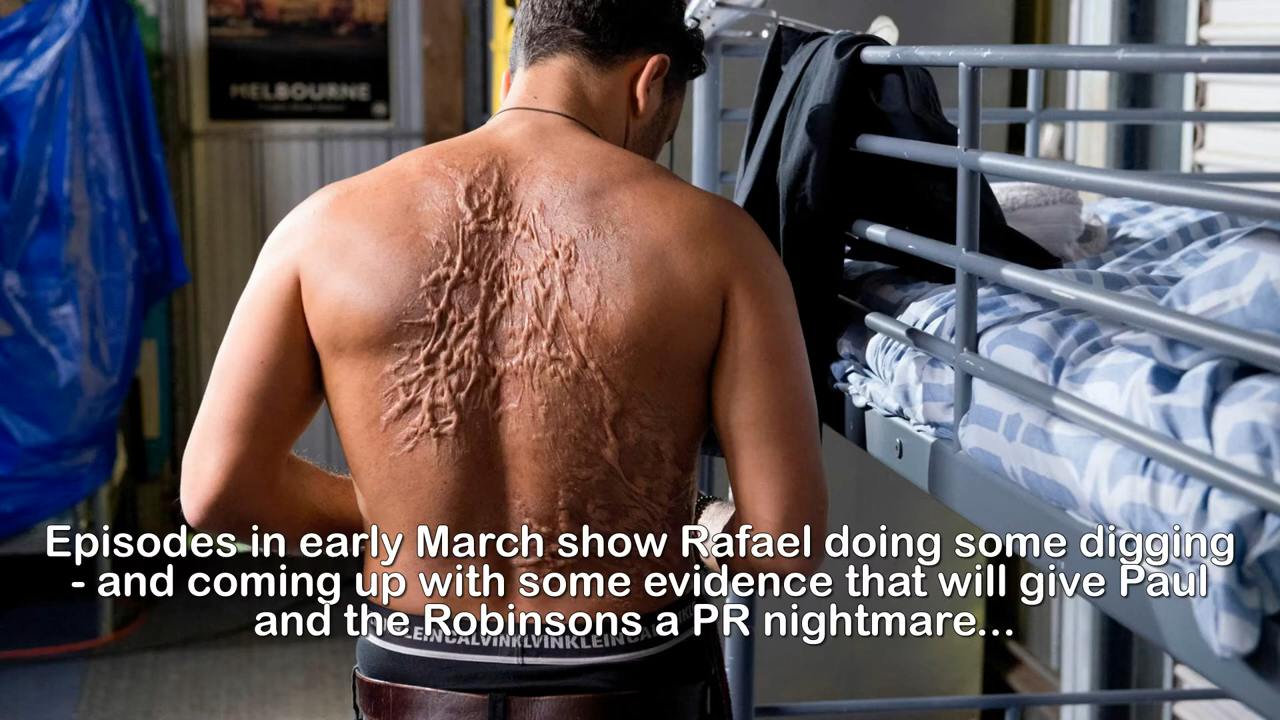 MELBOURNE
Episodes in early March show Rafael doing some digging
- and coming up with some evidence that will give Paul
and the Robinsons a PR nightmare...
KLEINCALVINKLVINKLEINCA